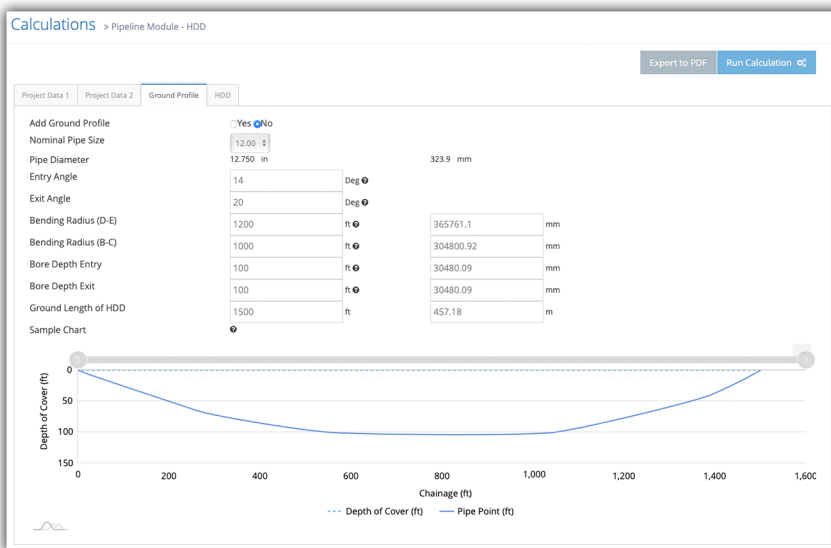 Calculations » Pipeline Module - HDD
Export to PDF Run Calculation
Project Data 1 Project Data 2 Ground Profile HDD
Add Ground Profile Yes No
Nominal Pipe Size 12.00
Pipe Diameter 12.750 in 323.9 mm
Entry Angle 14 Deg
Exit Angle 20 Deg
Bending Radius (D-E) 1200 ft 365761.1 mm
Bending Radius (B-C) 1000 ft 304800.92 mm
Bore Depth Entry 100 ft 30480.09 mm
Bore Depth Exit 100 ft 30480.09 mm
Ground Length of HDD 1500 ft 457.18 m
Sample Chart
Depth of Cover (ft)
0
50
100
150
0 200 400 600 800 1,000 1,200 1,400 1,600
Chainage (ft)
Depth of Cover (ft) Pipe Point (ft)